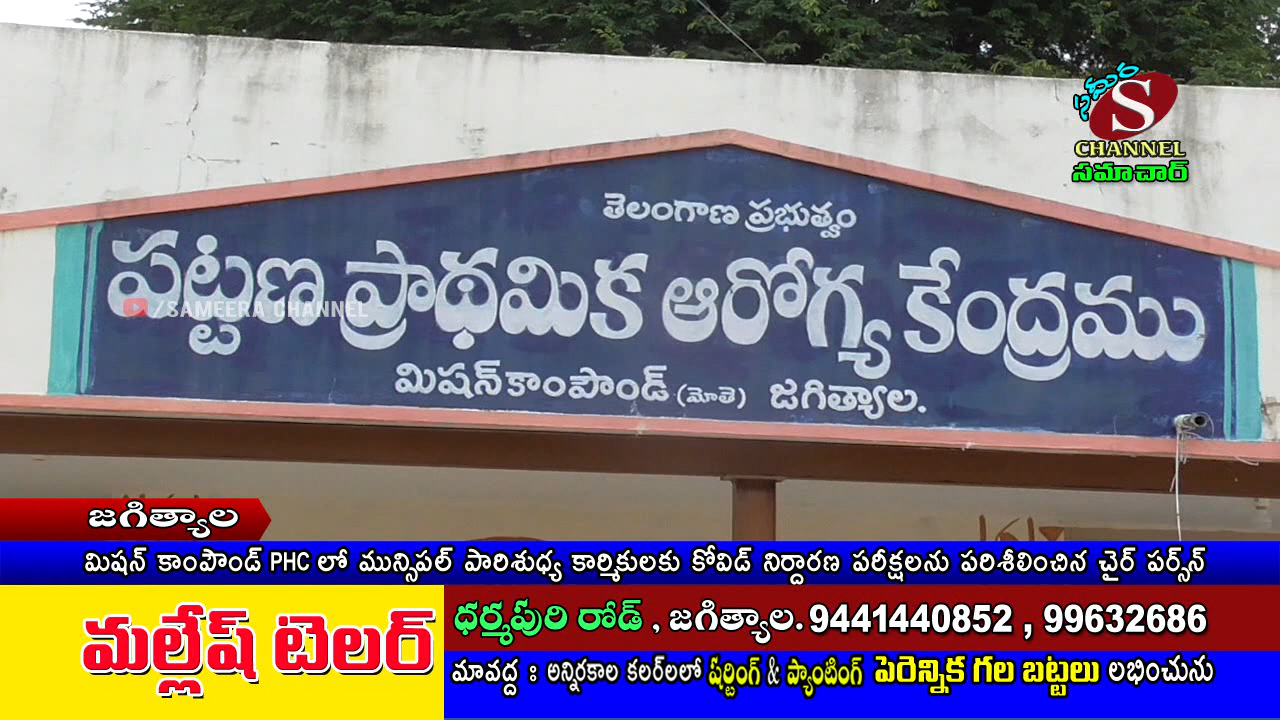 సమీర
S
CHANNEL
సమాచార్
తెలంగాణ ప్రభుత్వం
పట్టణ ప్రాథమిక ఆరోగ్య కేంద్రము
/SAMEERA CHANNEL
మిషన్ కాంపౌండ్ (మోతె) జగిత్యాల.
జగిత్యాల
మిషన్ కాంపౌండ్ PHC లో మున్సిపల్ పారిశుధ్య కార్మికులకు కోవిడ్ నిర్దారణ పరీక్షలను పరిశీలించిన చైర్ పర్సన్
మల్లేష్ టెలర్
ధర్మపురి రోడ్ , జగిత్యాల. 9441440852 , 99632686
మావద్ద : అన్నిరకాల కలర్‌లలో షర్టింగ్ & ప్యాంటింగ్ పెరెన్నిక గల బట్టలు లభించును